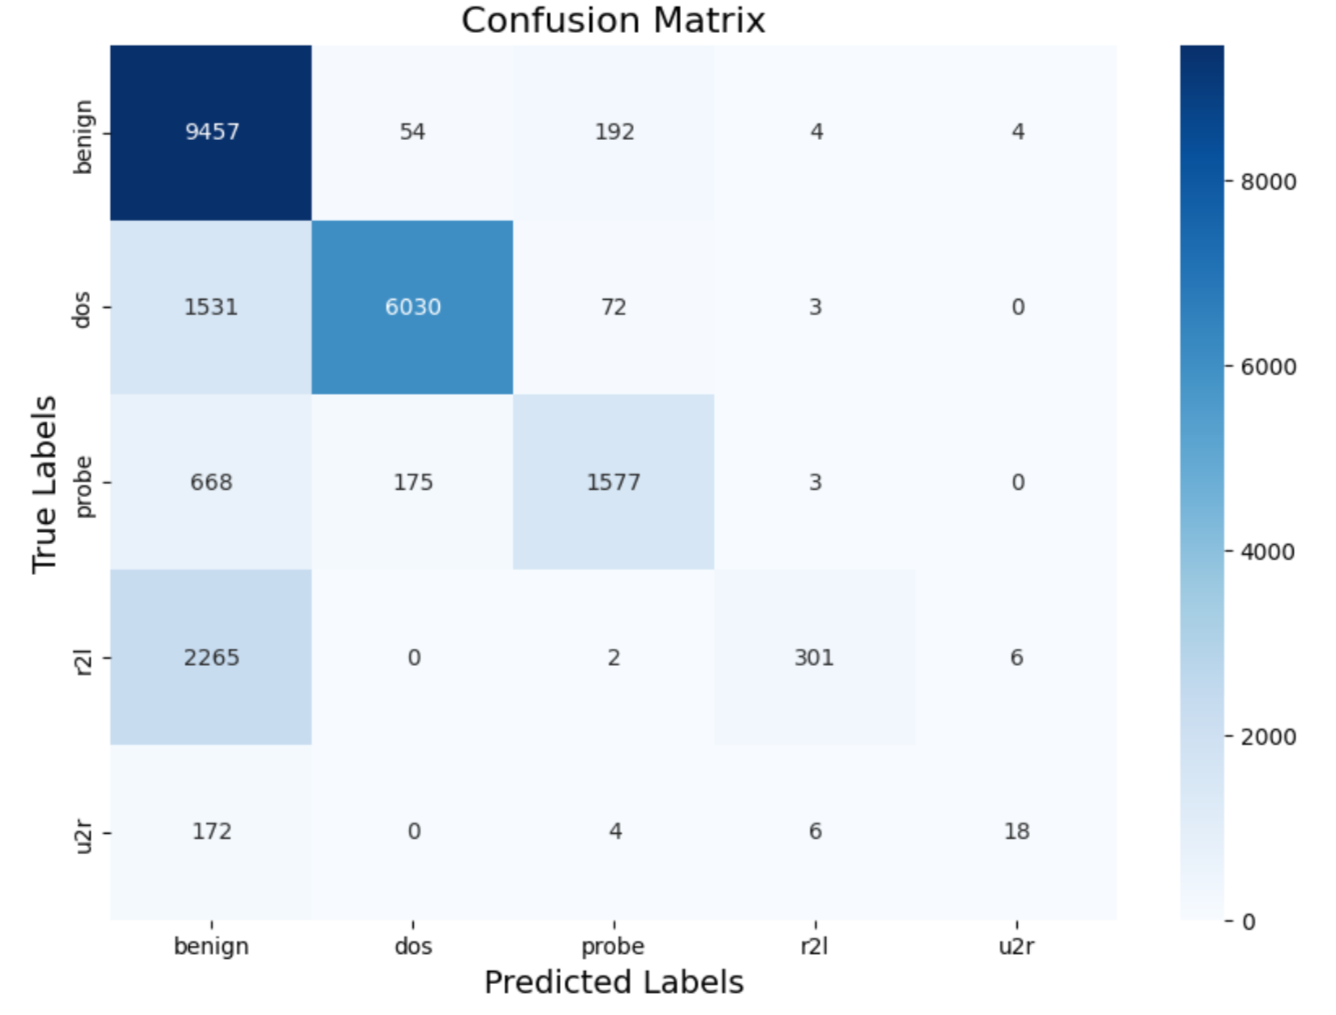 Confusion Matrix
True Labels
benign 9457 54 192 4 4
dos 1531 6030 72 3 0
probe 668 175 1577 3 0
r2l 2265 0 2 301 6
u2r 172 0 4 6 18
benign dos probe r2l u2r
Predicted Labels
8000
6000
4000
2000
0